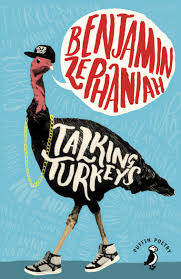 BENJAMIN
ZEPHANIAH
TALKING
TURKEYS
PUFFIN POETRY